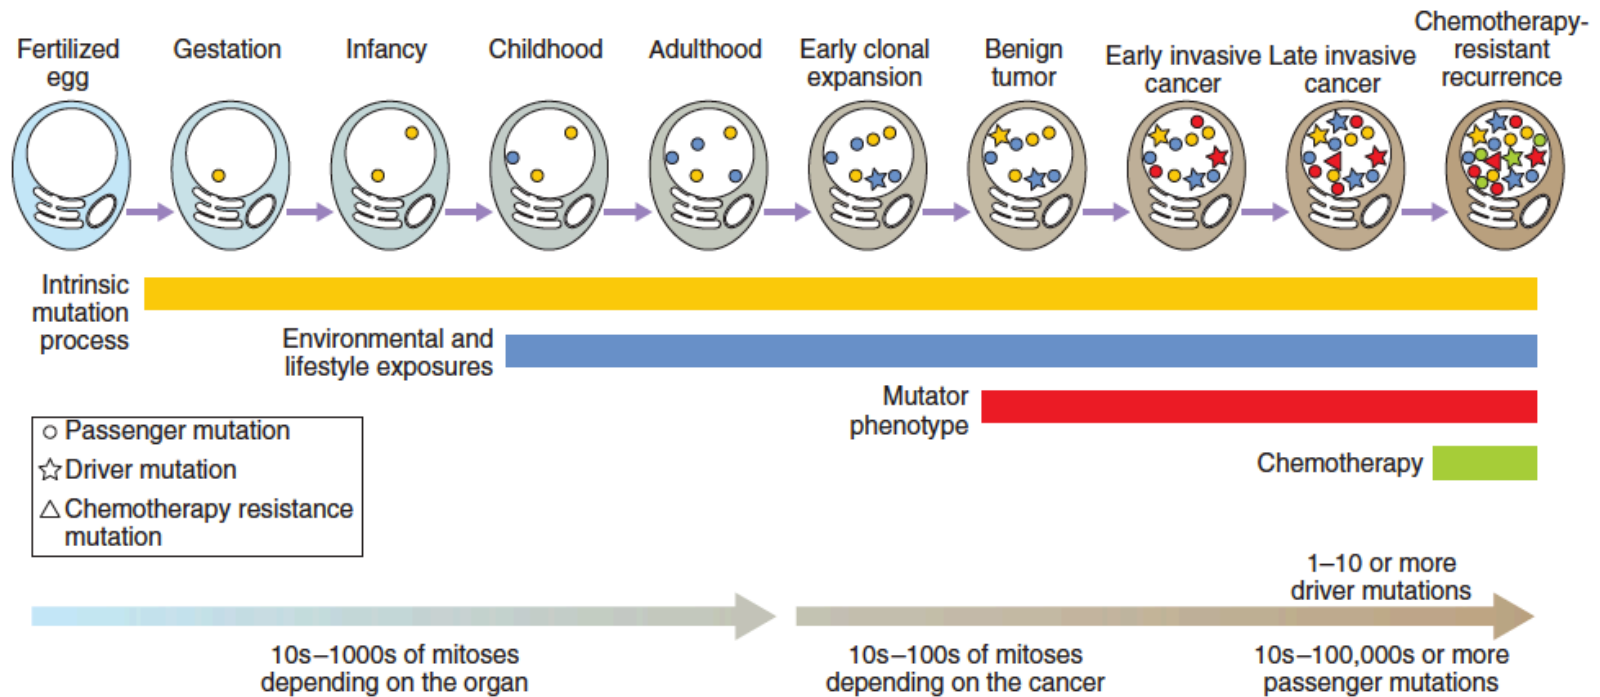 Fertilized
egg
Gestation
Infancy
Childhood
Adulthood
Early clonal
expansion
Benign
tumor
Early invasive
cancer
Late invasive
cancer
Chemotherapy-
resistant
recurrence
Intrinsic
mutation
process
Environmental and
lifestyle exposures
Mutator
phenotype
Chemotherapy
Passenger mutation
Driver mutation
Chemotherapy resistance
mutation
1–10 or more
driver mutations
10s–1000s of mitoses
depending on the organ
10s–100s of mitoses
depending on the cancer
10s–100,000s or more
passenger mutations